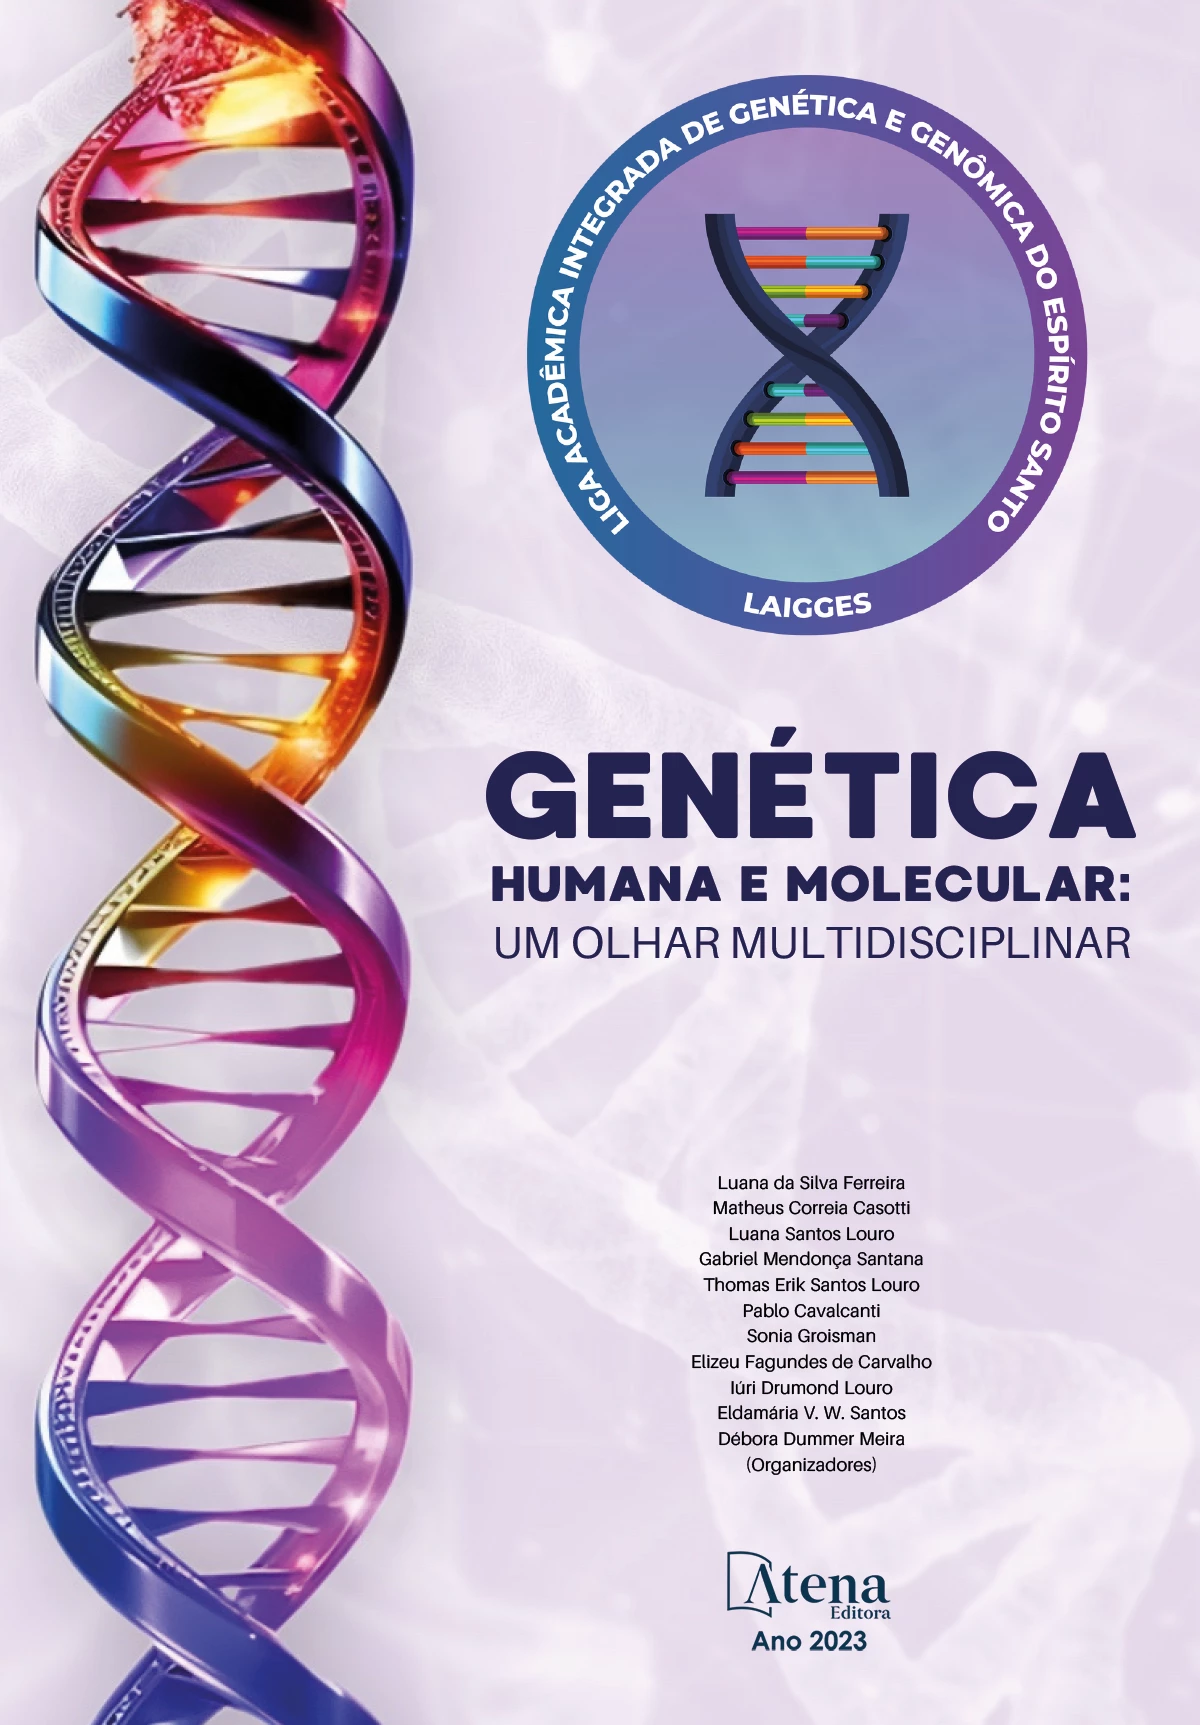 LIGA ACADÊMICA INTEGRADA DE GENÉTICA E GENÔMICA DO ESPÍRITO SANTO
LAIGGES
GENÉTICA
HUMANA E MOLECULAR:
UM OLHAR MULTIDISCIPLINAR
Luana da Silva Ferreira
Matheus Correia Casotti
Luana Santos Louro
Gabriel Mendonça Santana
Thomas Erik Santos Louro
Pablo Cavalcanti
Sonia Groisman
Elizeu Fagundes de Carvalho
Iúri Drumond Louro
Eldamária V. W. Santos
Débora Dummer Meira
(Organizadores)
Atena
Editora
Ano 2023